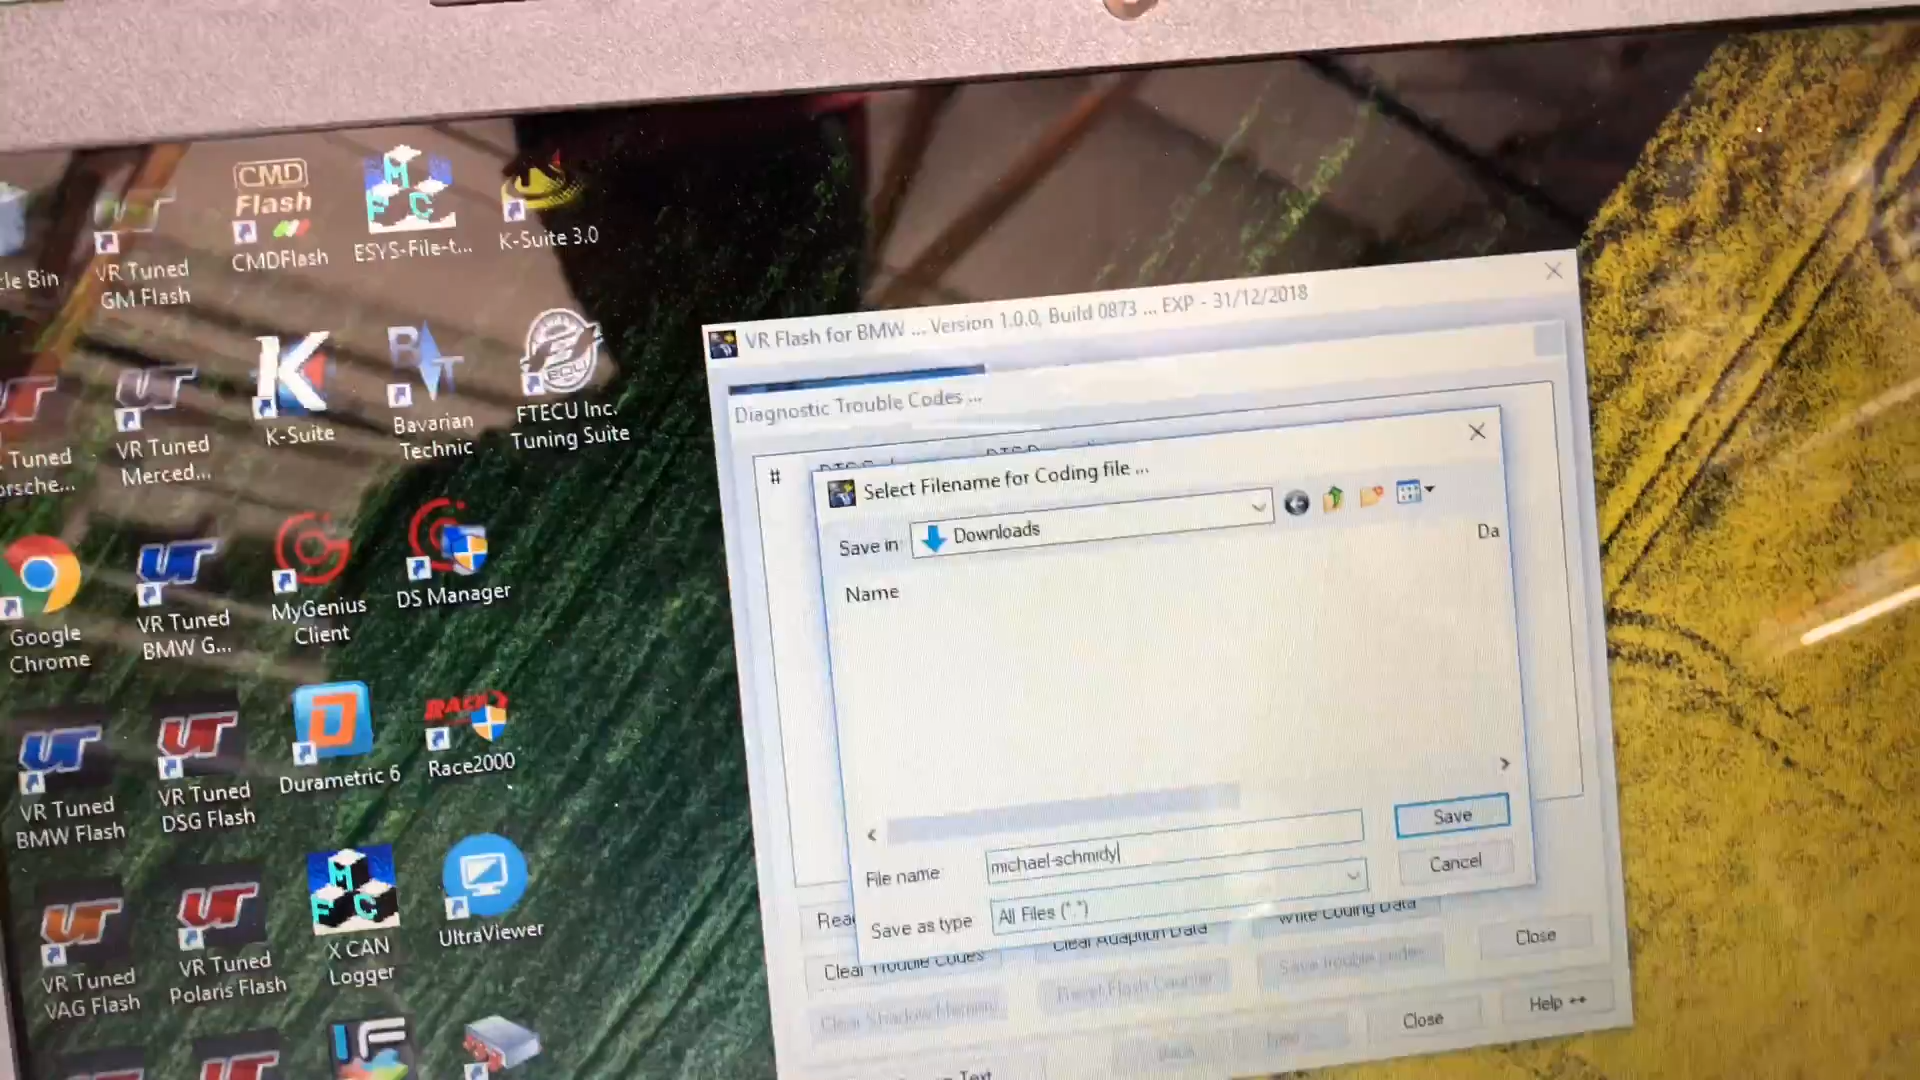 CMD
Flash
cle Bin
VR Tuned
GM Flash
CMDFlash
ESYS-File-t...
K-Suite 3.0
Tuned
orsche...
VR Tuned
Merced...
K-Suite
Bavarian
Technic
FTECU Inc.
Tuning Suite
Google
Chrome
VR Tuned
BMW G...
MyGenius
Client
DS Manager
VR Tuned
BMW Flash
VR Tuned
DSG Flash
Durametric 6
Race2000
VR Tuned
VAG Flash
VR Tuned
Polaris Flash
X CAN
Logger
UltraViewer
VR Flash for BMW ... Version 1.0.0, Build 0873 ... EXP - 31/12/2018
Diagnostic Trouble Codes ...
#
Select Filename for Coding file ...
Save in:
Downloads
Name
Da
File name:
michael-schmidy
Save
Save as type
All Files (*.*)
Cancel
Read
Clear Adaption Data
Write Coding Data
Clear Trouble Codes
Save Trouble Codes
Close
Clear Shadow Memory
Reset Flash Counter
Close
Help
Back
Text